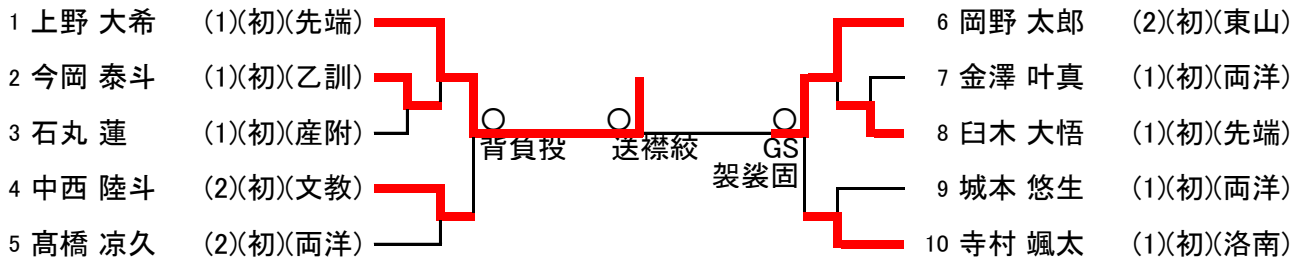 1 上野 大希 (1)(初)(先端)
2 今岡 泰斗 (1)(初)(乙訓)
3 石丸 蓮 (1)(初)(産附)
4 中西 陸斗 (2)(初)(文教)
5 髙橋 凉久 (2)(初)(両洋)
○ ○ ○
背負投 送襟絞 GS
袈裟固
6 岡野 太郎 (2)(初)(東山)
7 金澤 叶真 (1)(初)(両洋)
8 臼木 大悟 (1)(初)(先端)
9 城本 悠生 (1)(初)(両洋)
10 寺村 颯太 (1)(初)(洛南)